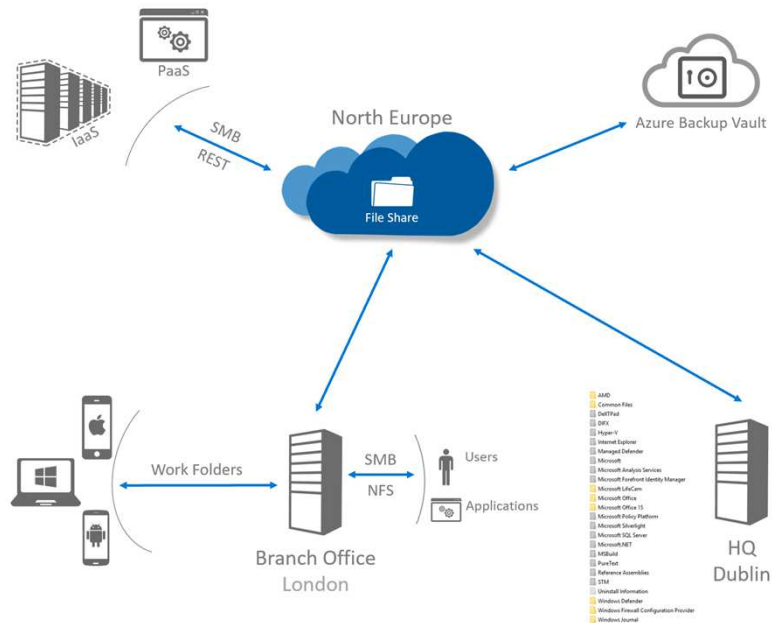 PaaS
IaaS
SMB
REST
North Europe
File Share
Azure Backup Vault
Work Folders
SMB
NFS
Users
Applications
Branch Office
London
AMD
Common Files
DellTPad
DIFX
Hyper-V
Internet Explorer
Managed Defender
Microsoft
Microsoft Analysis Services
Microsoft Forefront Identity Manager
Microsoft LifeCam
Microsoft Office
Microsoft Office 15
Microsoft Policy Platform
Microsoft Silverlight
Microsoft SQL Server
Microsoft.NET
MSBuild
PureText
Reference Assemblies
STM
Uninstall Information
Windows Defender
Windows Firewall Configuration Provider
Windows Journal
HQ
Dublin